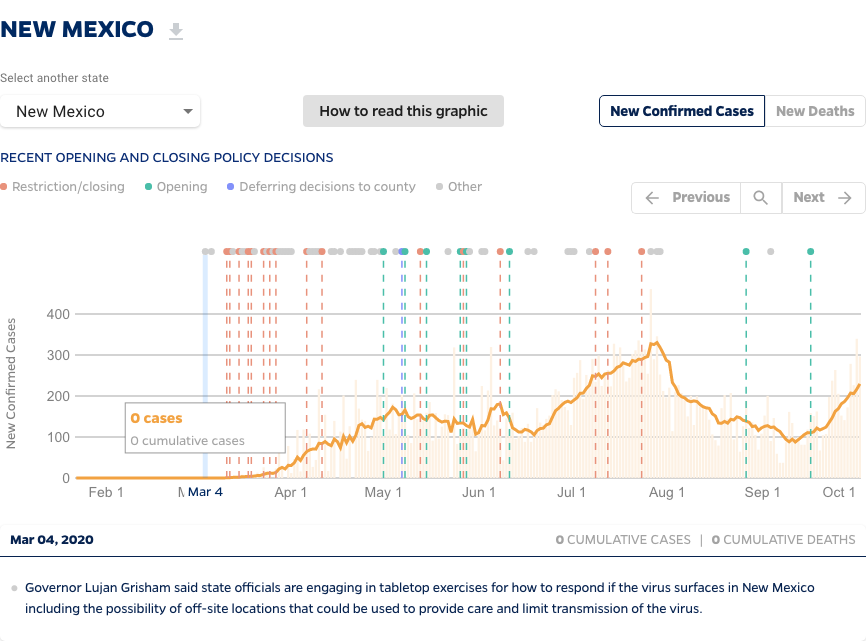 NEW MEXICO
Select another state
New Mexico
How to read this graphic
New Confirmed Cases
New Deaths
RECENT OPENING AND CLOSING POLICY DECISIONS
Restriction/closing
Opening
Deferring decisions to county
Other
Previous
Next
New Confirmed Cases
400
300
200
100
0
0 cases
0 cumulative cases
Feb 1
Mar 4
Apr 1
May 1
Jun 1
Jul 1
Aug 1
Sep 1
Oct 1
Mar 04, 2020
0 CUMULATIVE CASES | 0 CUMULATIVE DEATHS
Governor Lujan Grisham said state officials are engaging in tabletop exercises for how to respond if the virus surfaces in New Mexico
including the possibility of off-site locations that could be used to provide care and limit transmission of the virus.